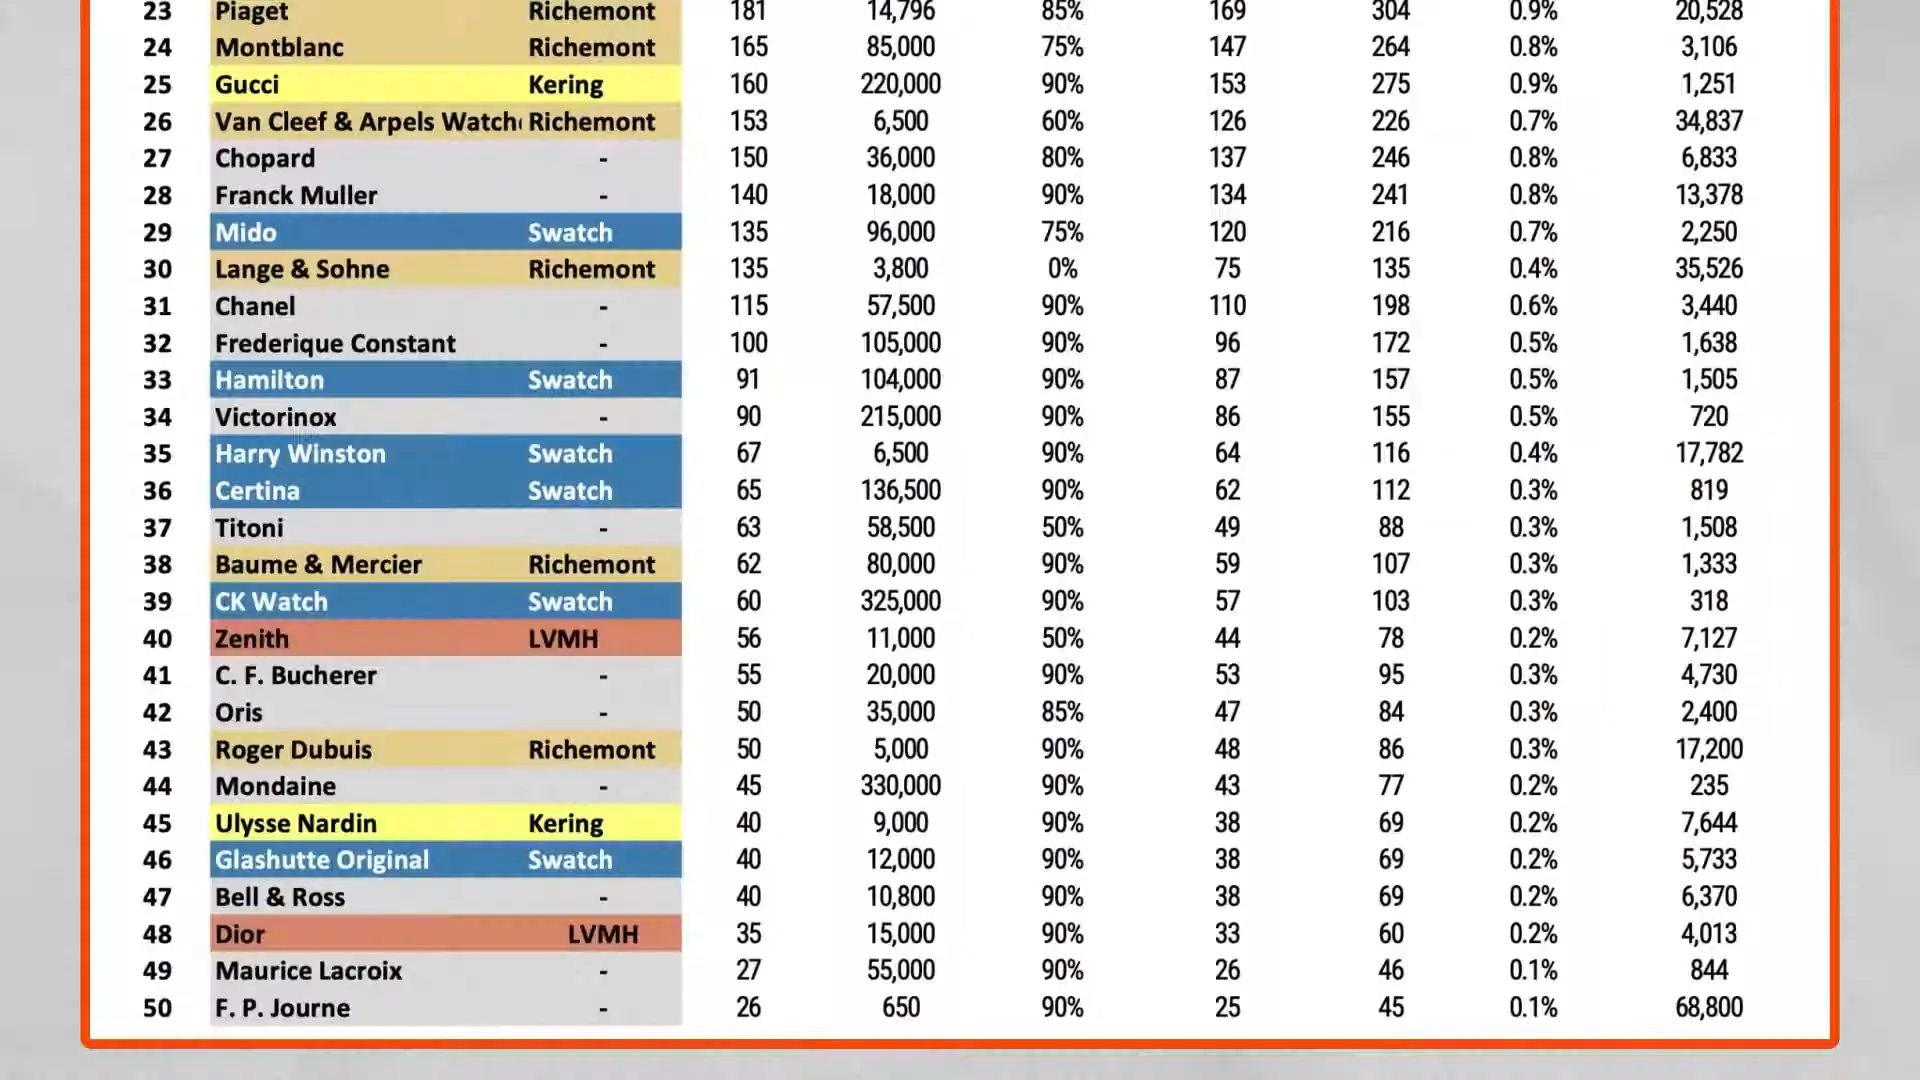 23 Piaget Richemont 181 14,796 85% 169 304 0.9% 20,528
24 Montblanc Richemont 165 85,000 75% 147 264 0.8% 3,106
25 Gucci Kering 160 220,000 90% 153 275 0.9% 1,251
26 Van Cleef & Arpels Watch Richemont 153 6,500 60% 126 226 0.7% 34,837
27 Chopard - 150 36,000 80% 137 246 0.8% 6,833
28 Franck Muller - 140 18,000 90% 134 241 0.8% 13,378
29 Mido Swatch 135 96,000 75% 120 216 0.7% 2,250
30 Lange & Sohne Richemont 135 3,800 0% 75 135 0.4% 35,526
31 Chanel - 115 57,500 90% 110 198 0.6% 3,440
32 Frederique Constant - 100 105,000 90% 96 172 0.5% 1,638
33 Hamilton Swatch 91 104,000 90% 87 157 0.5% 1,505
34 Victorinox - 90 215,000 90% 86 155 0.5% 720
35 Harry Winston Swatch 67 6,500 90% 64 116 0.4% 17,782
36 Certina Swatch 65 136,500 90% 62 112 0.3% 819
37 Titoni - 63 58,500 50% 49 88 0.3% 1,508
38 Baume & Mercier Richemont 62 80,000 90% 59 107 0.3% 1,333
39 CK Watch Swatch 60 325,000 90% 57 103 0.3% 318
40 Zenith LVMH 56 11,000 50% 44 78 0.2% 7,127
41 C. F. Bucherer - 55 20,000 90% 53 95 0.3% 4,730
42 Oris - 50 35,000 85% 47 84 0.3% 2,400
43 Roger Dubuis Richemont 50 5,000 90% 48 86 0.3% 17,200
44 Mondaine - 45 330,000 90% 43 77 0.2% 235
45 Ulysse Nardin Kering 40 9,000 90% 38 69 0.2% 7,644
46 Glashutte Original Swatch 40 12,000 90% 38 69 0.2% 5,733
47 Bell & Ross - 40 10,800 90% 38 69 0.2% 6,370
48 Dior LVMH 35 15,000 90% 33 60 0.2% 4,013
49 Maurice Lacroix - 27 55,000 90% 26 46 0.1% 844
50 F. P. Journe - 26 650 90% 25 45 0.1% 68,800